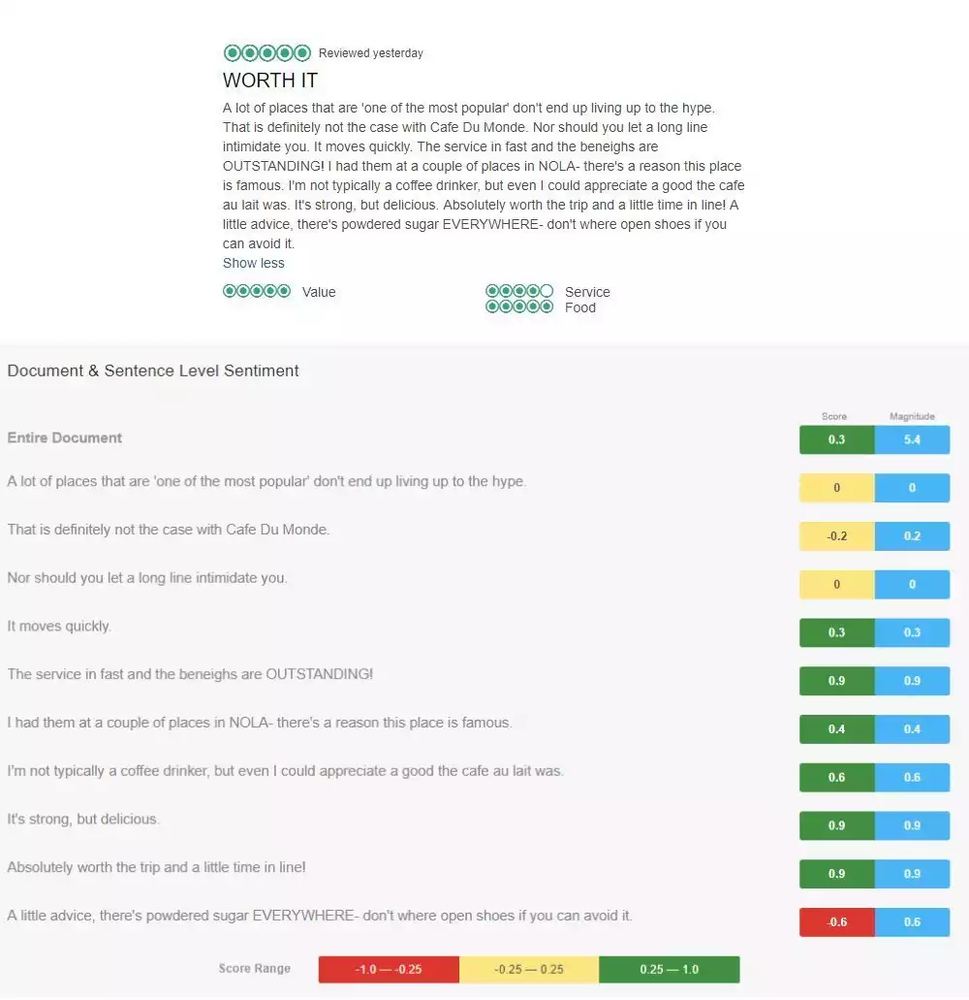 Reviewed yesterday
WORTH IT
A lot of places that are 'one of the most popular' don't end up living up to the hype.
That is definitely not the case with Cafe Du Monde. Nor should you let a long line
intimidate you. It moves quickly. The service in fast and the beneighs are
OUTSTANDING! I had them at a couple of places in NOLA- there's a reason this place
is famous. I'm not typically a coffee drinker, but even I could appreciate a good the cafe
au lait was. It's strong, but delicious. Absolutely worth the trip and a little time in line! A
little advice, there's powdered sugar EVERYWHERE- don't where open shoes if you
can avoid it.
Show less
Value
Service
Food
Document & Sentence Level Sentiment
Score Magnitude
Entire Document 0.3 5.4
A lot of places that are 'one of the most popular' don't end up living up to the hype. 0 0
That is definitely not the case with Cafe Du Monde. -0.2 0.2
Nor should you let a long line intimidate you. 0 0
It moves quickly. 0.3 0.3
The service in fast and the beneighs are OUTSTANDING! 0.9 0.9
I had them at a couple of places in NOLA- there's a reason this place is famous. 0.4 0.4
I'm not typically a coffee drinker, but even I could appreciate a good the cafe au lait was. 0.6 0.6
It's strong, but delicious. 0.9 0.9
Absolutely worth the trip and a little time in line! 0.9 0.9
A little advice, there's powdered sugar EVERYWHERE- don't where open shoes if you can avoid it. -0.6 0.6
Score Range -1.0 — -0.25 -0.25 — 0.25 0.25 — 1.0